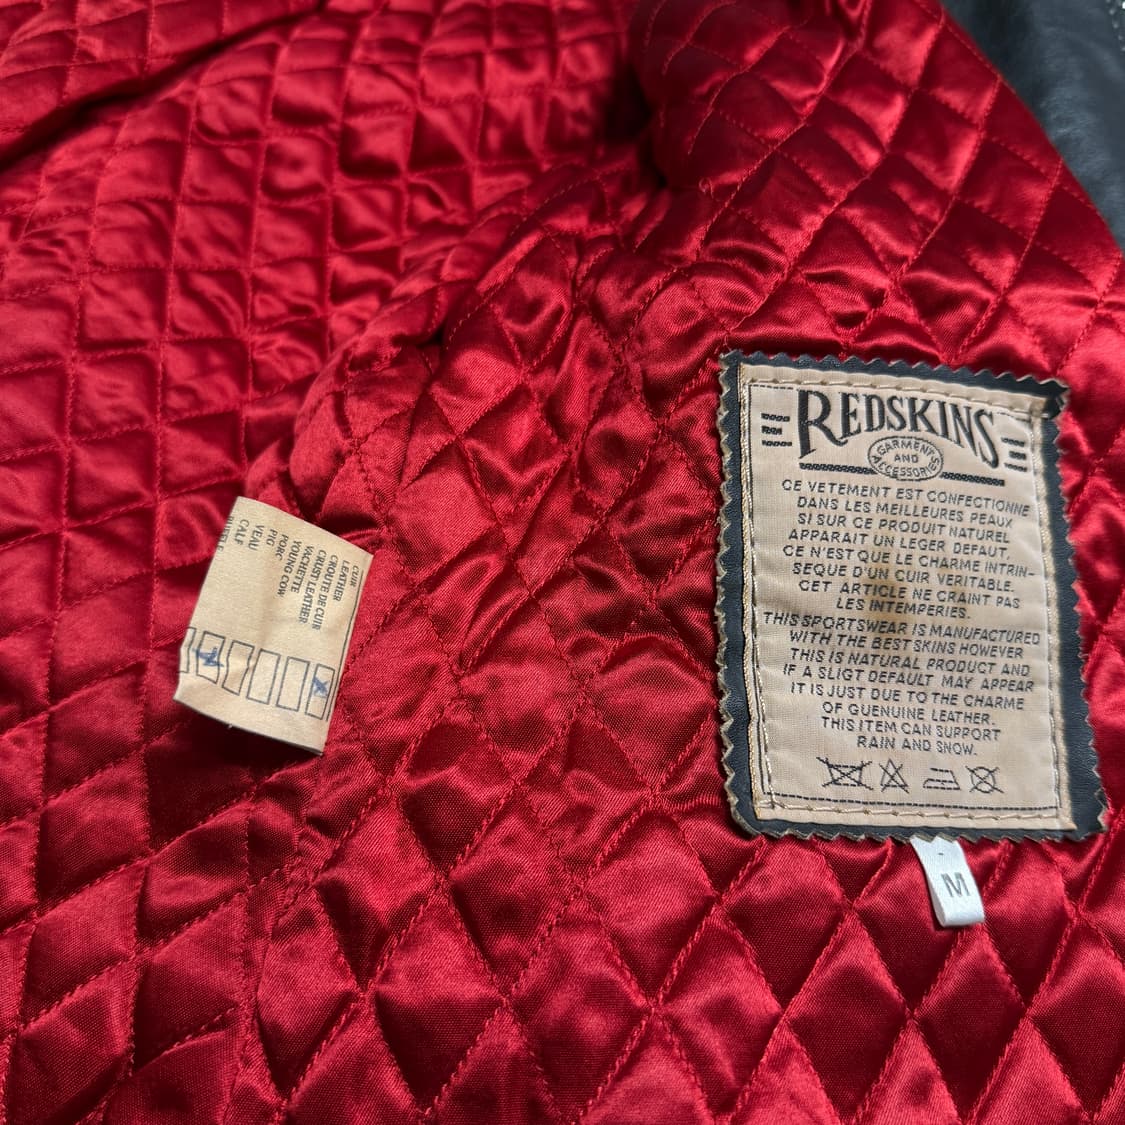 REDSKINS
GARMENTS
AND
ACCESSORIES
CE VETEMENT EST CONFECTIONNE
DANS LES MEILLEURES PEAUX
SI SUR CE PRODUIT NATUREL
APPARAIT UN LEGER DEFAUT,
CE N'EST QUE LE CHARME INTRIN-
SEQUE D'UN CUIR VERITABLE.
CET ARTICLE NE CRAINT PAS
LES INTEMPERIES.
THIS SPORTSWEAR IS MANUFACTURED
WITH THE BEST SKINS HOWEVER
THIS IS NATURAL PRODUCT AND
IF A SLIGT DEFAULT MAY APPEAR
IT IS JUST DUE TO THE CHARME
OF GUENUINE LEATHER.
THIS ITEM CAN SUPPORT
RAIN AND SNOW.
M
CUIR
LEATHER
CROUTE DE CUIR
CRUST LEATHER
VACHETTE
YOUNG COW
PORC
PIG
VEAU
CALF